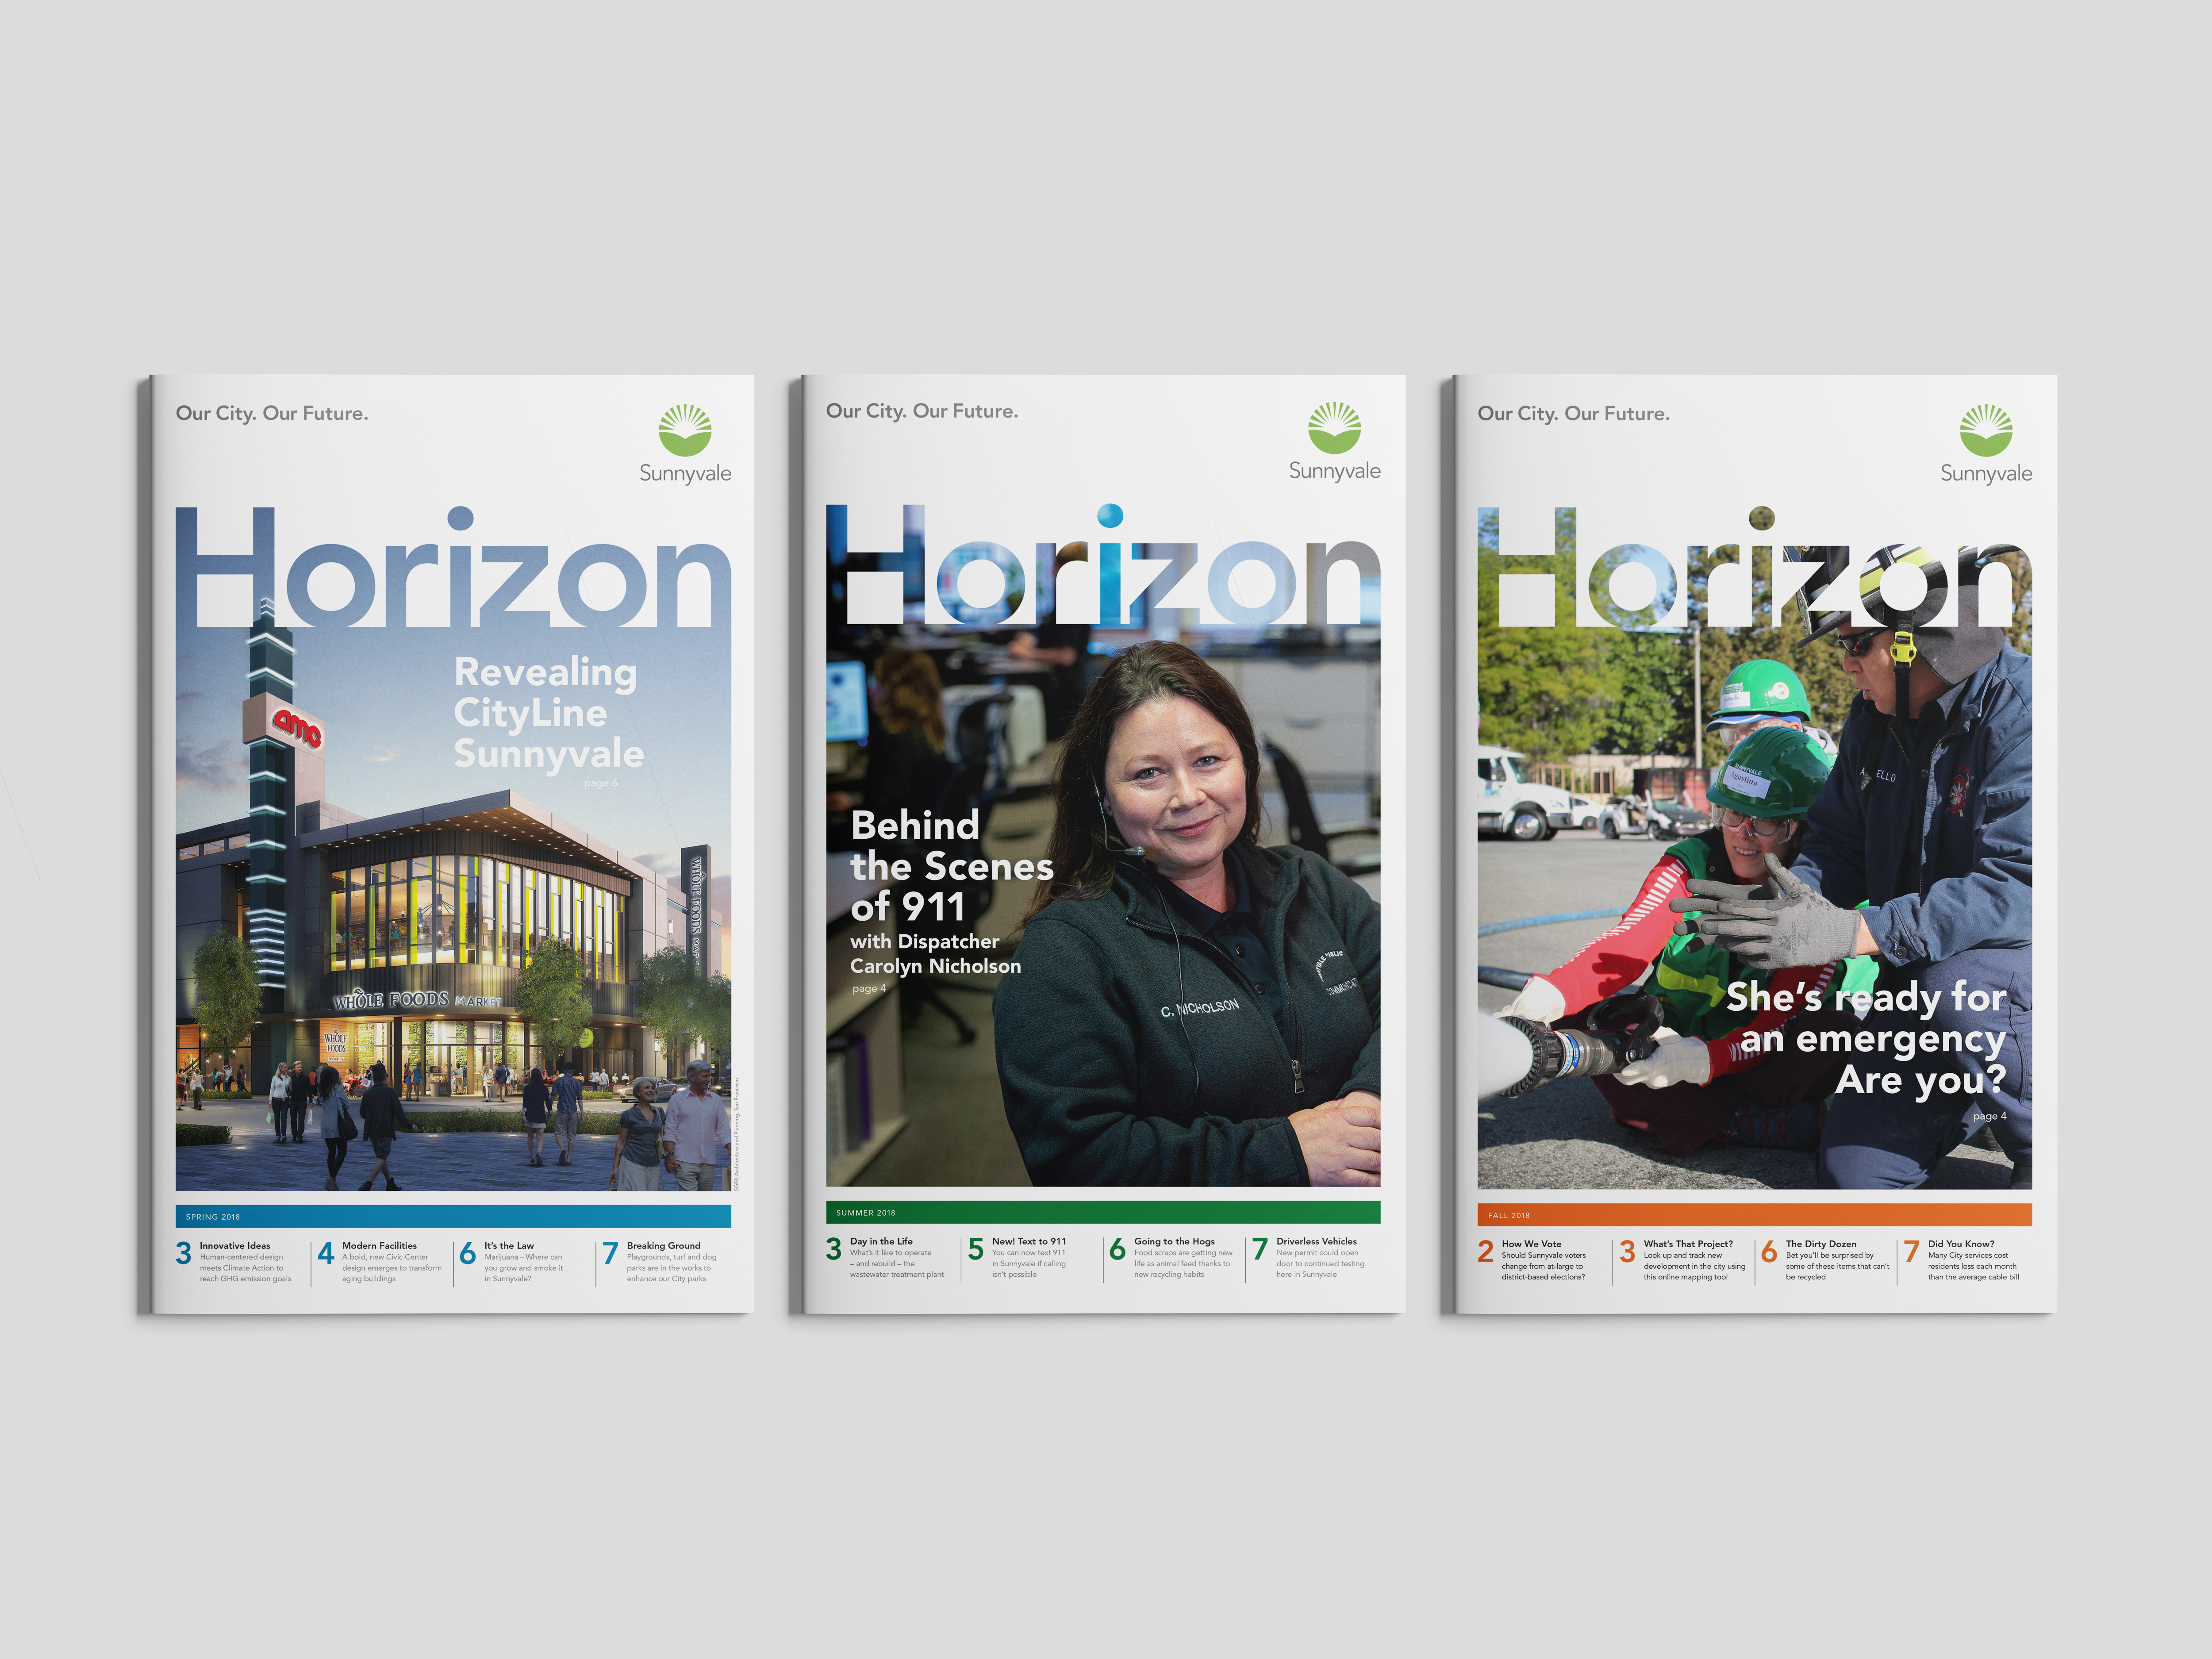 Our City. Our Future.
Sunnyvale
Horizon
Revealing
CityLine
Sunnyvale
page 6
amc
WHOLE FOODS
WHOLE FOODS MARKET
WHOLE
FOODS
SPRING 2018
3 Innovative Ideas
Human-centered design
meets Climate Action to
reach GHG emission goals
4 Modern Facilities
A bold, new Civic Center
design emerges to transform
aging buildings
6 It's the Law
Marijuana – Where can
you grow and smoke it
in Sunnyvale?
7 Breaking Ground
Playgrounds, turf and dog
parks are in the works to
enhance our City parks
Our City. Our Future.
Sunnyvale
Horizon
Behind
the Scenes
of 911
with Dispatcher
Carolyn Nicholson
page 4
C. NICHOLSON
SUMMER 2018
3 Day in the Life
What's it like to operate
– and rebuild – the
wastewater treatment plant
5 New! Text to 911
You can now text 911
in Sunnyvale if calling
isn't possible
6 Going to the Hogs
Food scraps are getting new
life as animal feed thanks to
new recycling habits
7 Driverless Vehicles
New permit could open
door to continued testing
here in Sunnyvale
Our City. Our Future.
Sunnyvale
Horizon
SUNNYVALE
Agustina
She's ready for
an emergency
Are you?
page 4
FALL 2018
2 How We Vote
Should Sunnyvale voters
change from at-large to
district-based elections?
3 What's That Project?
Look up and track new
development in the city using
this online mapping tool
6 The Dirty Dozen
Bet you'll be surprised by
some of these items that can't
be recycled
7 Did You Know?
Many City services cost
residents less each month
than the average cable bill